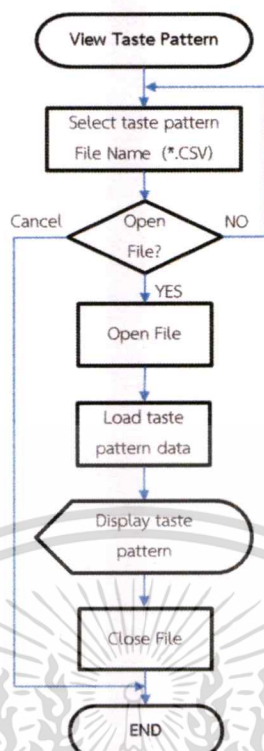 View Taste Pattern
Select taste pattern
File Name (*.CSV)
Cancel
Open
File?
NO
YES
Open File
Load taste
pattern data
Display taste
pattern
Close File
END